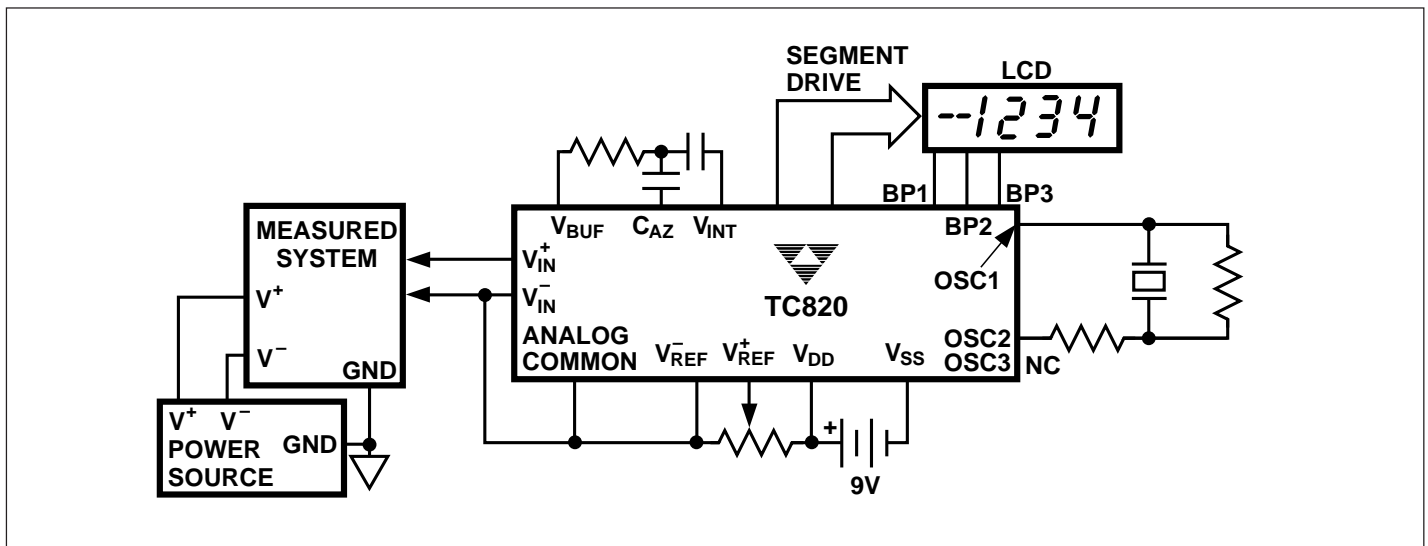 SEGMENT
DRIVE
LCD
--1234
BP1
BP3
V_BUF
C_AZ
V_INT
BP2
MEASURED
SYSTEM
V+
V−
GND
V+IN
V−IN
TC820
OSC1
ANALOG
COMMON
V−REF
V+REF
V_DD
V_SS
OSC2
OSC3
NC
V+
V−
POWER
SOURCE
GND
+
9V